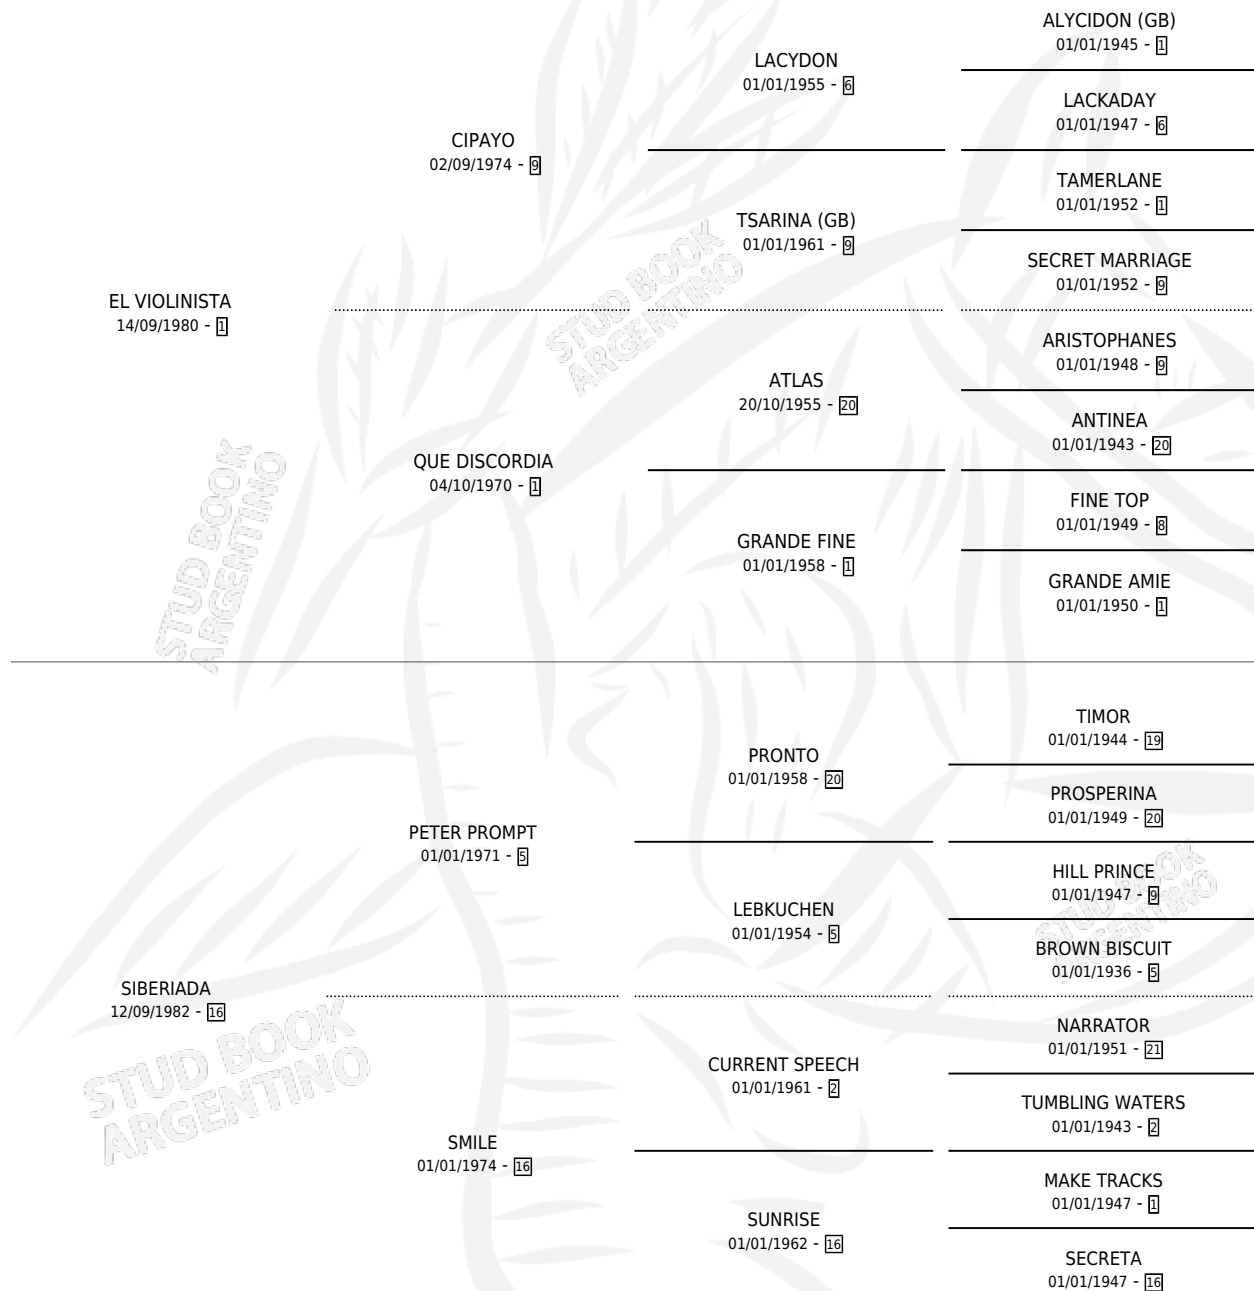 ALYCIDON (GB)
01/01/1945 - 1
LACYDON
01/01/1955 - 6
LACKADAY
01/01/1947 - 6
CIPAYO
02/09/1974 - 9
TAMERLANE
01/01/1952 - 1
TSARINA (GB)
01/01/1961 - 9
SECRET MARRIAGE
01/01/1952 - 9
EL VIOLINISTA
14/09/1980 - 1
STUD BOOK
ARGENTINO
ARISTOPHANES
01/01/1948 - 9
ATLAS
20/10/1955 - 20
ANTINEA
01/01/1943 - 20
QUE DISCORDIA
04/10/1970 - 1
FINE TOP
01/01/1949 - 8
GRANDE FINE
01/01/1958 - 1
GRANDE AMIE
01/01/1950 - 1
STUD BOOK
ARGENTINO
TIMOR
01/01/1944 - 19
PRONTO
01/01/1958 - 20
PROSPERINA
01/01/1949 - 20
PETER PROMPT
01/01/1971 - 5
HILL PRINCE
01/01/1947 - 9
LEBKUCHEN
01/01/1954 - 5
BROWN BISCUIT
01/01/1936 - 5
STUD BOOK
ARGENTINO
SIBERIADA
12/09/1982 - 16
NARRATOR
01/01/1951 - 21
CURRENT SPEECH
01/01/1961 - 2
TUMBLING WATERS
01/01/1943 - 2
STUD BOOK
ARGENTINO
SMILE
01/01/1974 - 16
MAKE TRACKS
01/01/1947 - 1
SUNRISE
01/01/1962 - 16
SECRETA
01/01/1947 - 16